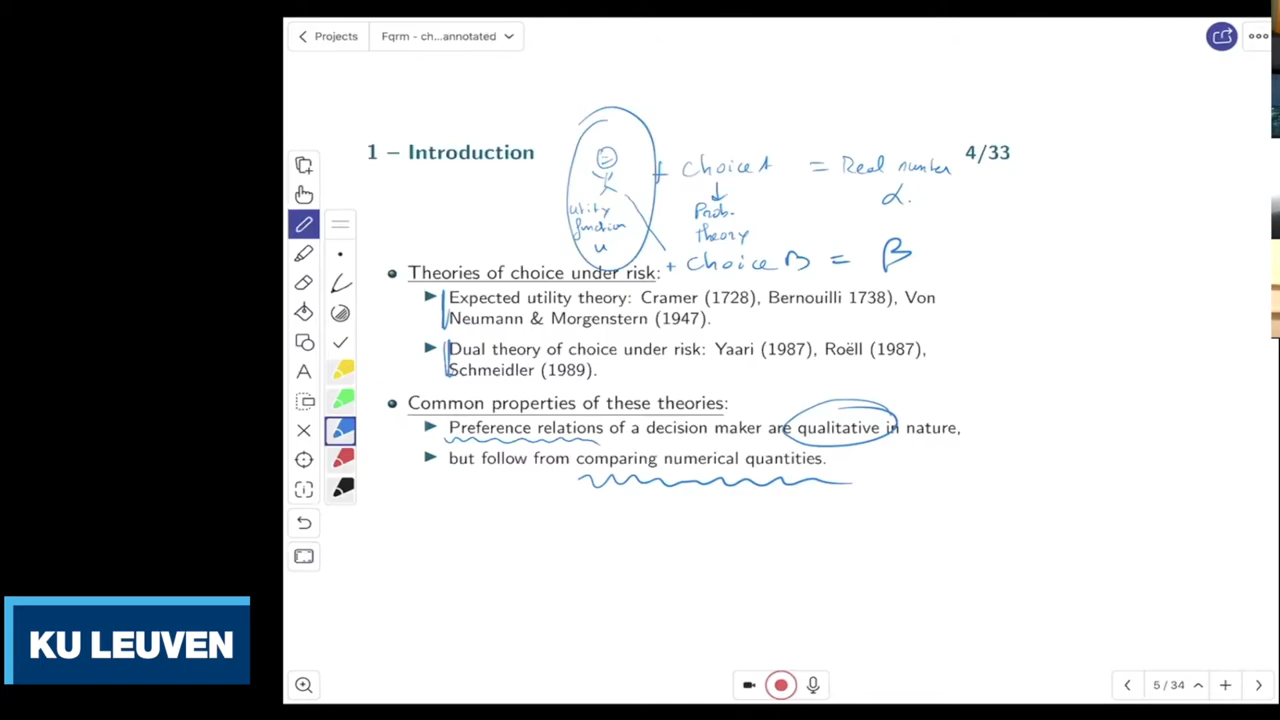 Projects
Fqrm - ch...annotated
1 – Introduction
4/33
+ choice A = Real number
α.
utility
function
u
Prob.
theory
+ choice B = β
Theories of choice under risk:
Expected utility theory: Cramer (1728), Bernouilli 1738), Von
Neumann & Morgenstern (1947).
Dual theory of choice under risk: Yaari (1987), Roëll (1987),
Schmeidler (1989).
Common properties of these theories:
Preference relations of a decision maker are qualitative in nature,
but follow from comparing numerical quantities.
KU LEUVEN
5 / 34